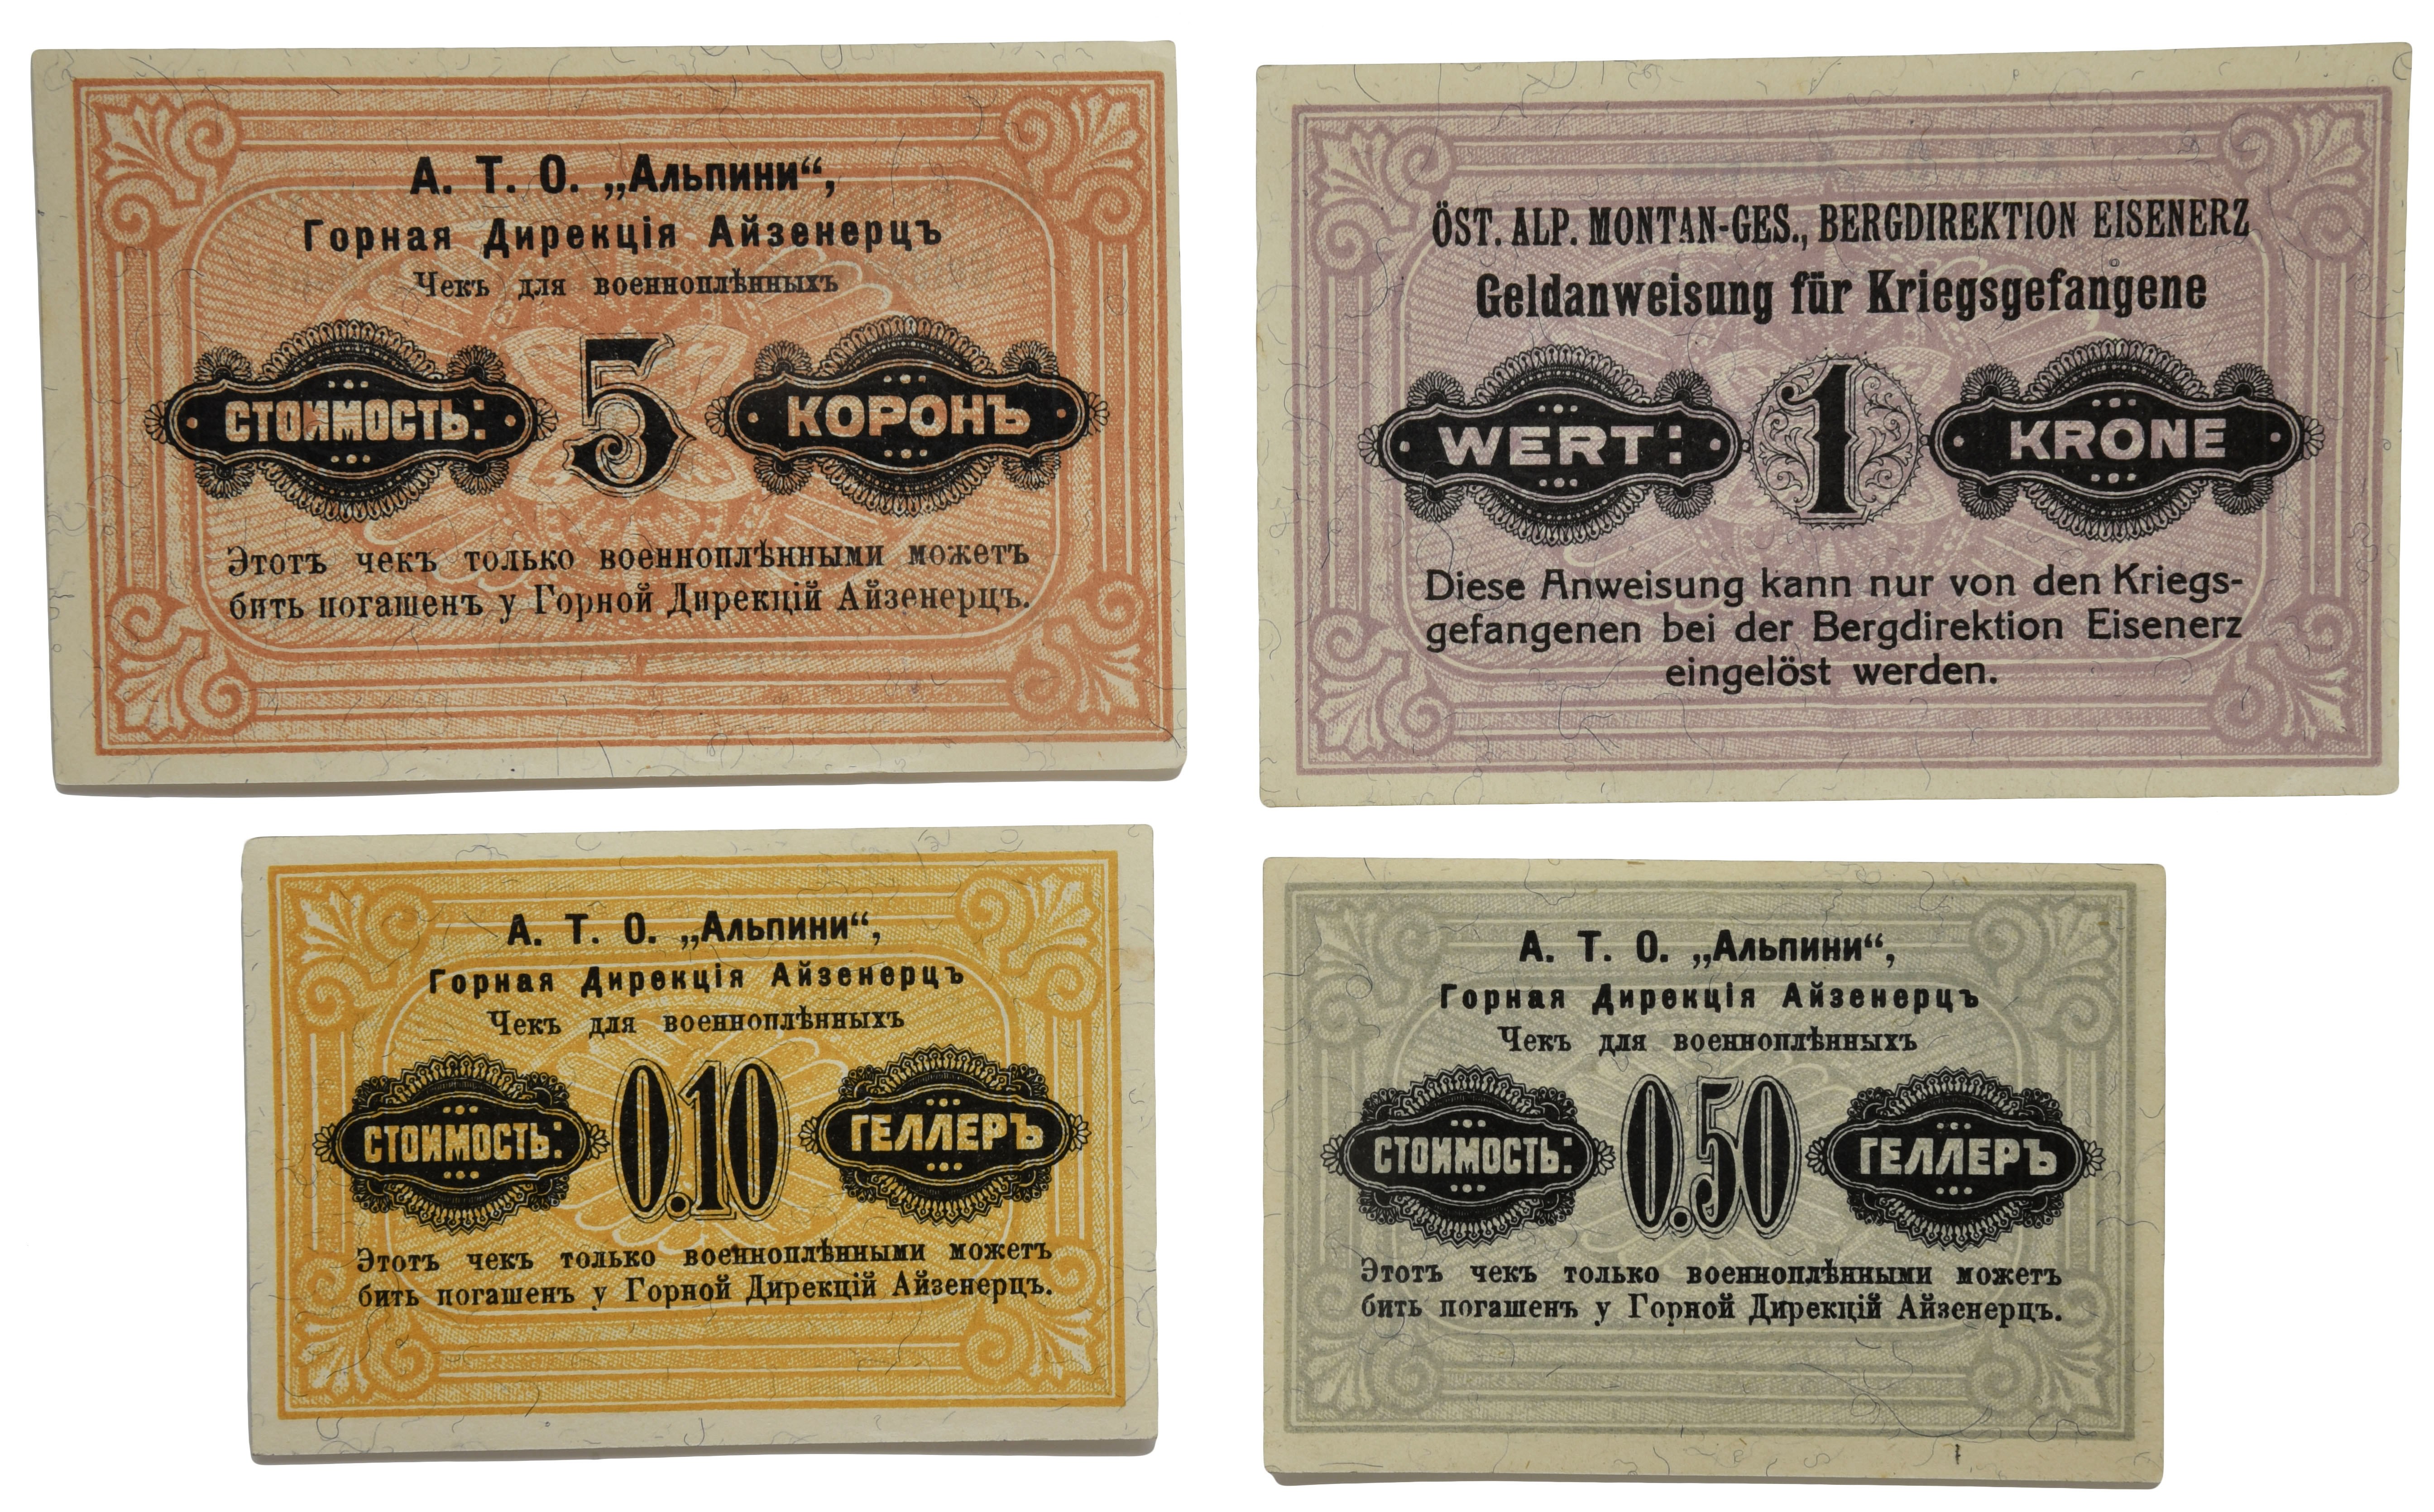 А. Т. О. „Альпини“,
Горная Дирекція Айзенерцъ
Чекъ для военноплѣнныхъ
СТОИМОСТЬ: 5 КОРОНЪ
Этотъ чекъ только военноплѣнными можетъ
бить погашенъ у Горной Дирекцій Айзенерцъ.
ÖST. ALP. MONTAN-GES., BERGDIREKTION EISENERZ
Geldanweisung für Kriegsgefangene
WERT: 1 KRONE
Diese Anweisung kann nur von den Kriegs-
gefangenen bei der Bergdirektion Eisenerz
eingelöst werden.
А. Т. О. „Альпини“,
Горная Дирекція Айзенерцъ
Чекъ для военноплѣнныхъ
СТОИМОСТЬ: 0.10 ГЕЛЛЕРЪ
Этотъ чекъ только военноплѣнными можетъ
бить погашенъ у Горной Дирекцій Айзенерцъ.
А. Т. О. „Альпини“,
Горная Дирекція Айзенерцъ
Чекъ для военноплѣнныхъ
СТОИМОСТЬ: 0.50 ГЕЛЛЕРЪ
Этотъ чекъ только военноплѣнными можетъ
бить погашенъ у Горной Дирекцій Айзенерцъ.